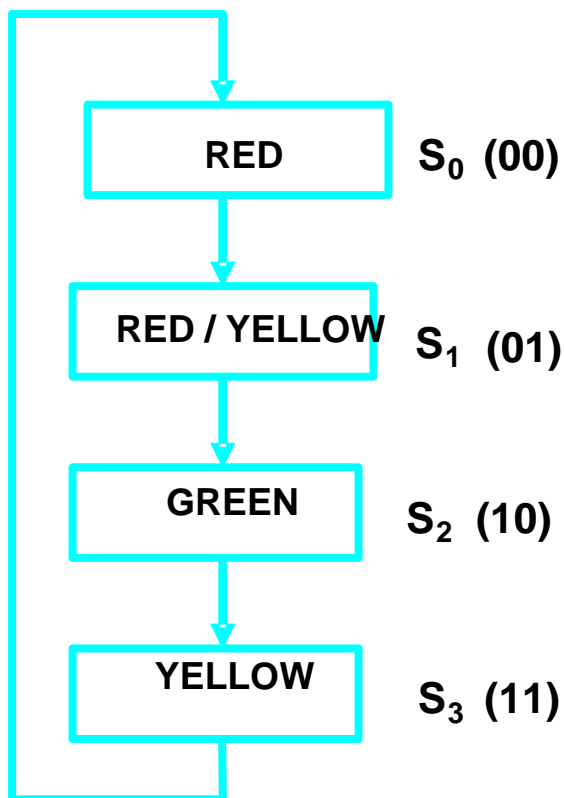 RED S₀ (00)
RED / YELLOW S₁ (01)
GREEN S₂ (10)
YELLOW S₃ (11)